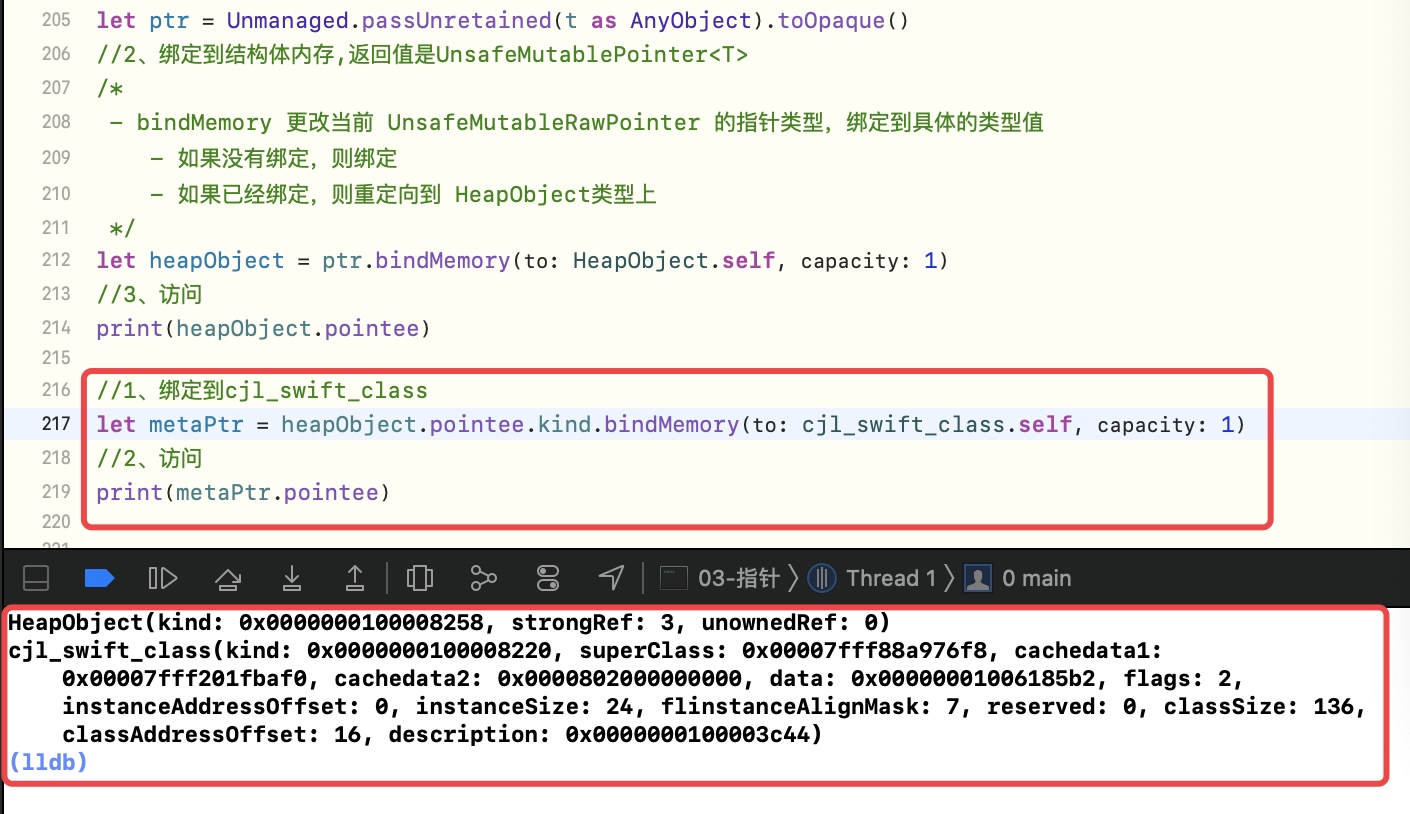 205 let ptr = Unmanaged.passUnretained(t as AnyObject).toOpaque()
206 //2、绑定到结构体内存,返回值是UnsafeMutablePointer<T>
207 /*
208 - bindMemory 更改当前 UnsafeMutableRawPointer 的指针类型，绑定到具体的类型值
209 - 如果没有绑定，则绑定
210 - 如果已经绑定，则重定向到 HeapObject类型上
211 */
212 let heapObject = ptr.bindMemory(to: HeapObject.self, capacity: 1)
213 //3、访问
214 print(heapObject.pointee)
215
216 //1、绑定到cjl_swift_class
217 let metaPtr = heapObject.pointee.kind.bindMemory(to: cjl_swift_class.self, capacity: 1)
218 //2、访问
219 print(metaPtr.pointee)
220
221
03-指针 Thread 1 0 main
HeapObject(kind: 0x0000000100008258, strongRef: 3, unownedRef: 0)
cjl_swift_class(kind: 0x0000000100008220, superClass: 0x00007fff88a976f8, cachedata1:
0x00007fff201fbaf0, cachedata2: 0x0000802000000000, data: 0x00000001006185b2, flags: 2,
instanceAddressOffset: 0, instanceSize: 24, flinstanceAlignMask: 7, reserved: 0, classSize: 136,
classAddressOffset: 16, description: 0x0000000100003c44)
(lldb)